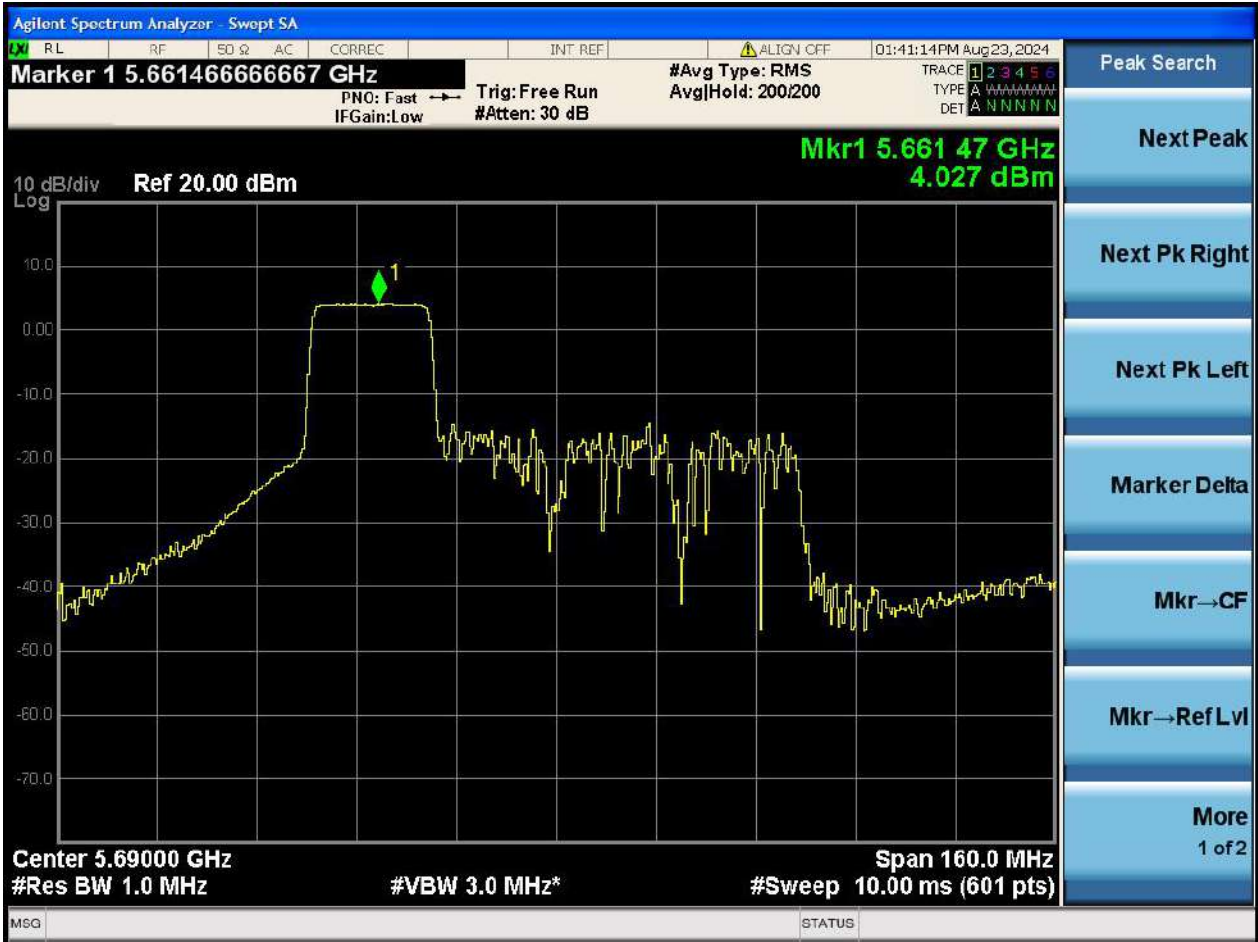 Agilent Spectrum Analyzer - Swept SA
LXI RL RF 50 Ω AC CORREC INT REF ALIGN OFF 01:41:14PM Aug 23, 2024
Marker 1 5.661466666667 GHz
PNO: Fast
IFGain:Low
Trig: Free Run
#Atten: 30 dB
#Avg Type: RMS
Avg|Hold: 200/200
TRACE 1 2 3 4 5 6
TYPE A WWWWW
DET A N N N N N
Mkr1 5.661 47 GHz
4.027 dBm
10 dB/div Ref 20.00 dBm
Log
10.0
0.00
-10.0
-20.0
-30.0
-40.0
-50.0
-60.0
-70.0
1
Center 5.69000 GHz Span 160.0 MHz
#Res BW 1.0 MHz #VBW 3.0 MHz* #Sweep 10.00 ms (601 pts)
MSG STATUS
Peak Search
Next Peak
Next Pk Right
Next Pk Left
Marker Delta
Mkr→CF
Mkr→Ref Lvl
More
1 of 2